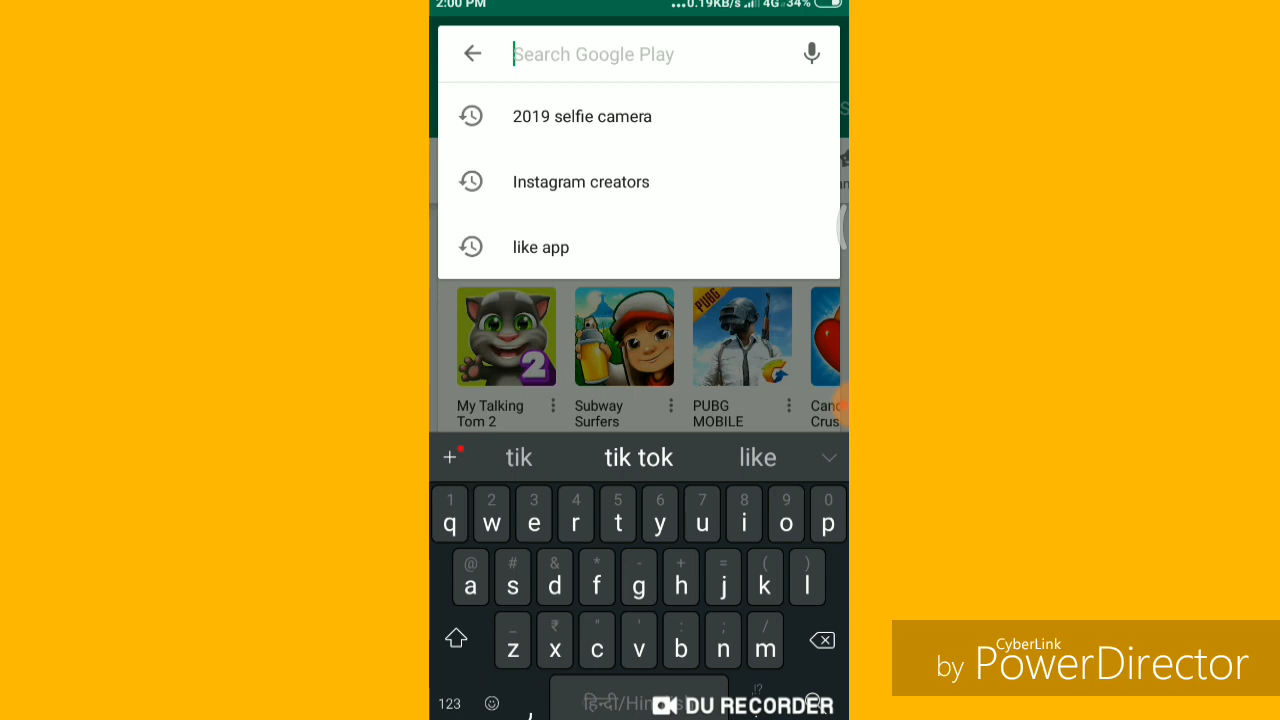 2:00 PM ...0.19KB/s 4G 34%
Search Google Play
2019 selfie camera
Instagram creators
like app
PUBG
2
My Talking Tom 2
Subway Surfers
PUBG MOBILE
+ tik tik tok like
1 2 3 4 5 6 7 8 9 0
q w e r t y u i o p
@ # & * - + = ( )
a s d f g h j k l
_ ₹ " ' : ; /
z x c v b n m
123 , हिन्दी/ !?
DU RECORDER
CyberLink
by PowerDirector